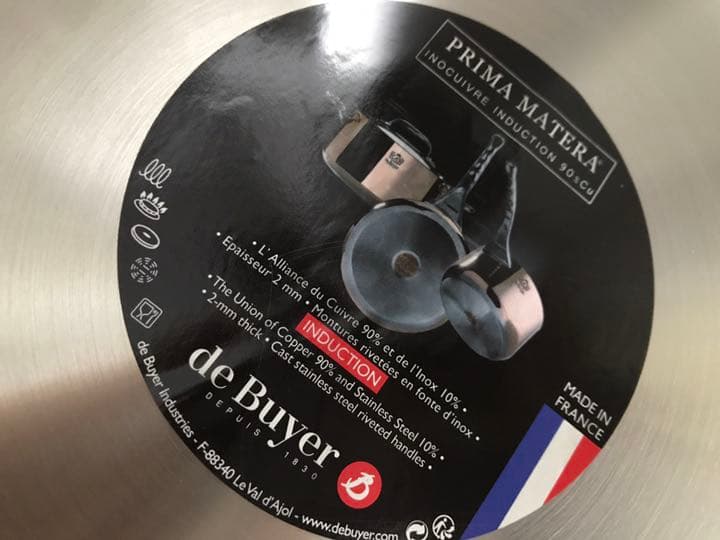 PRIMA MATERA®
INOCUIVRE INDUCTION 90%Cu
• L'Alliance du Cuivre 90% et de l'Inox 10% •
• Epaisseur 2 mm • Montures rivetées en fonte d'inox •
INDUCTION
• The Union of Copper 90% and Stainless Steel 10% •
• 2-mm thick • Cast stainless steel riveted handles •
de Buyer
DEPUIS 1830
MADE IN
FRANCE
de Buyer Industries • F-88340 Le Val d'Ajol - www.debuyer.com